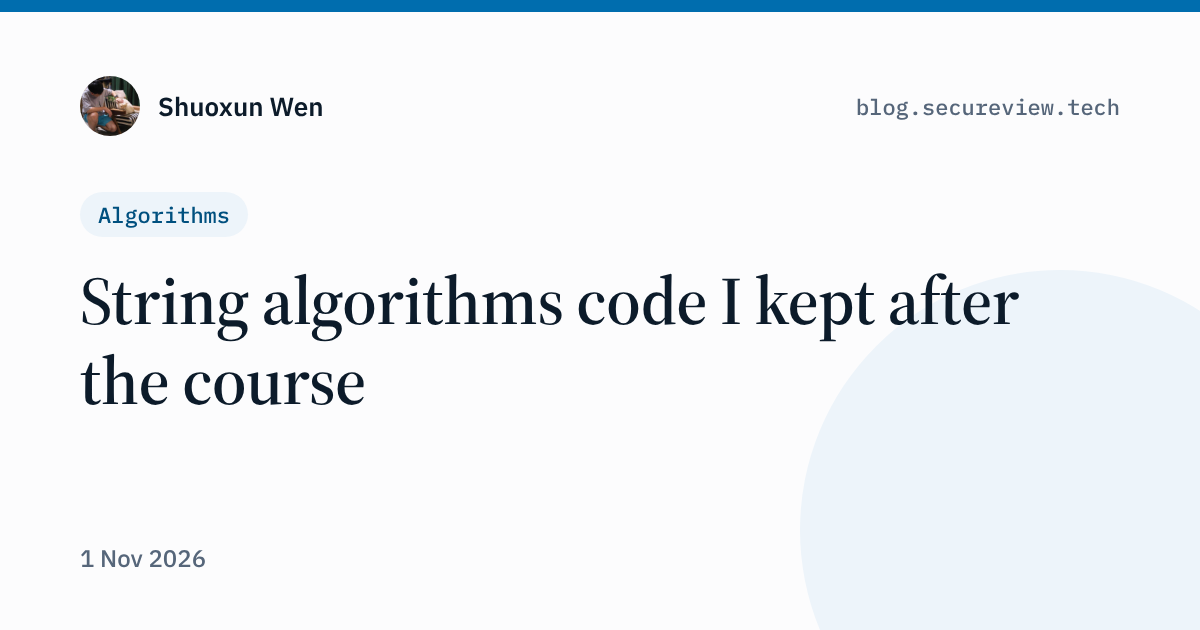 Shuoxun Wen
blog.secureview.tech
Algorithms
String algorithms code I kept after
the course
1 Nov 2026